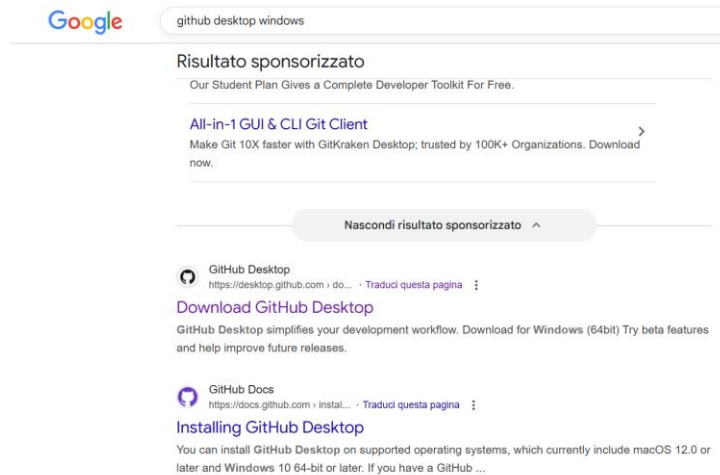 Google
github desktop windows
Risultato sponsorizzato
Our Student Plan Gives a Complete Developer Toolkit For Free.
All-in-1 GUI & CLI Git Client
Make Git 10X faster with GitKraken Desktop; trusted by 100K+ Organizations. Download
now.
Nascondi risultato sponsorizzato
GitHub Desktop
https://desktop.github.com › do... · Traduci questa pagina
Download GitHub Desktop
GitHub Desktop simplifies your development workflow. Download for Windows (64bit) Try beta features
and help improve future releases.
GitHub Docs
https://docs.github.com › instal... · Traduci questa pagina
Installing GitHub Desktop
You can install GitHub Desktop on supported operating systems, which currently include macOS 12.0 or
later and Windows 10 64-bit or later. If you have a GitHub ...